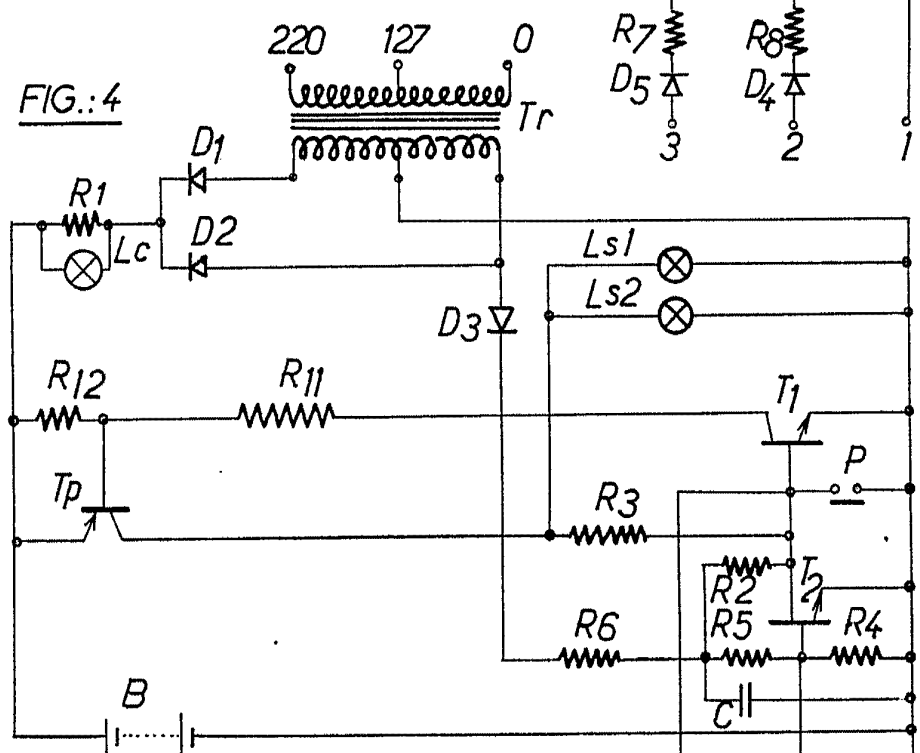 220 127 0
R7 R8
FIG.: 4
D5 D4
Tr
3 2 1
D1
R1
Lc
D2
Ls1
Ls2
D3
R12 R11
T1
Tp
P
R3
R2 T2
R6 R5 R4
B
C